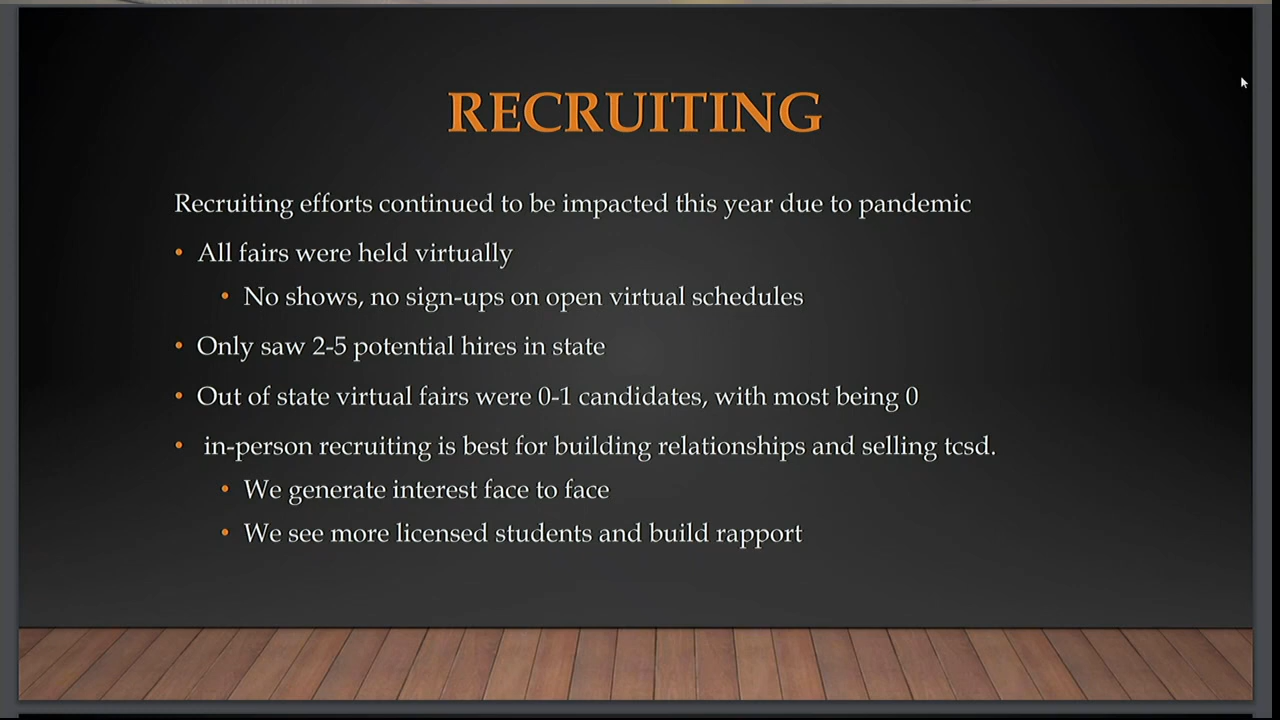 RECRUITING
Recruiting efforts continued to be impacted this year due to pandemic
• All fairs were held virtually
• No shows, no sign-ups on open virtual schedules
• Only saw 2-5 potential hires in state
• Out of state virtual fairs were 0-1 candidates, with most being 0
• in-person recruiting is best for building relationships and selling tcsd.
• We generate interest face to face
• We see more licensed students and build rapport